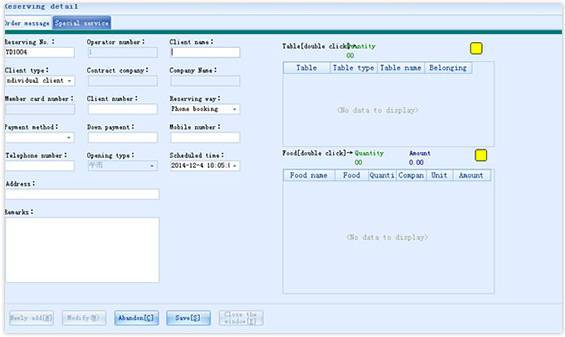 Reserving detail
Order message Special service
Reserving No.: Operator number: Client name:
YD1004 1
Client type: Contract company: Company Name:
ndividual client
Member card number: Client number: Reserving way:
Phone booking
Payment method: Down payment: Mobile number:
Telephone number: Opening type: Scheduled time:
2014-12-4 18:05:
Address:
Remarks:
Table[double click] Quantity
00
Table Table type Table name Belonging
<No data to display>
Food[double click]→ Quantity Amount
00 0.00
Food name Food Quanti Compan Unit Amount
<No data to display>
Newly add[N] Modify[M] Abandon[C] Save[S] Close the window[X]